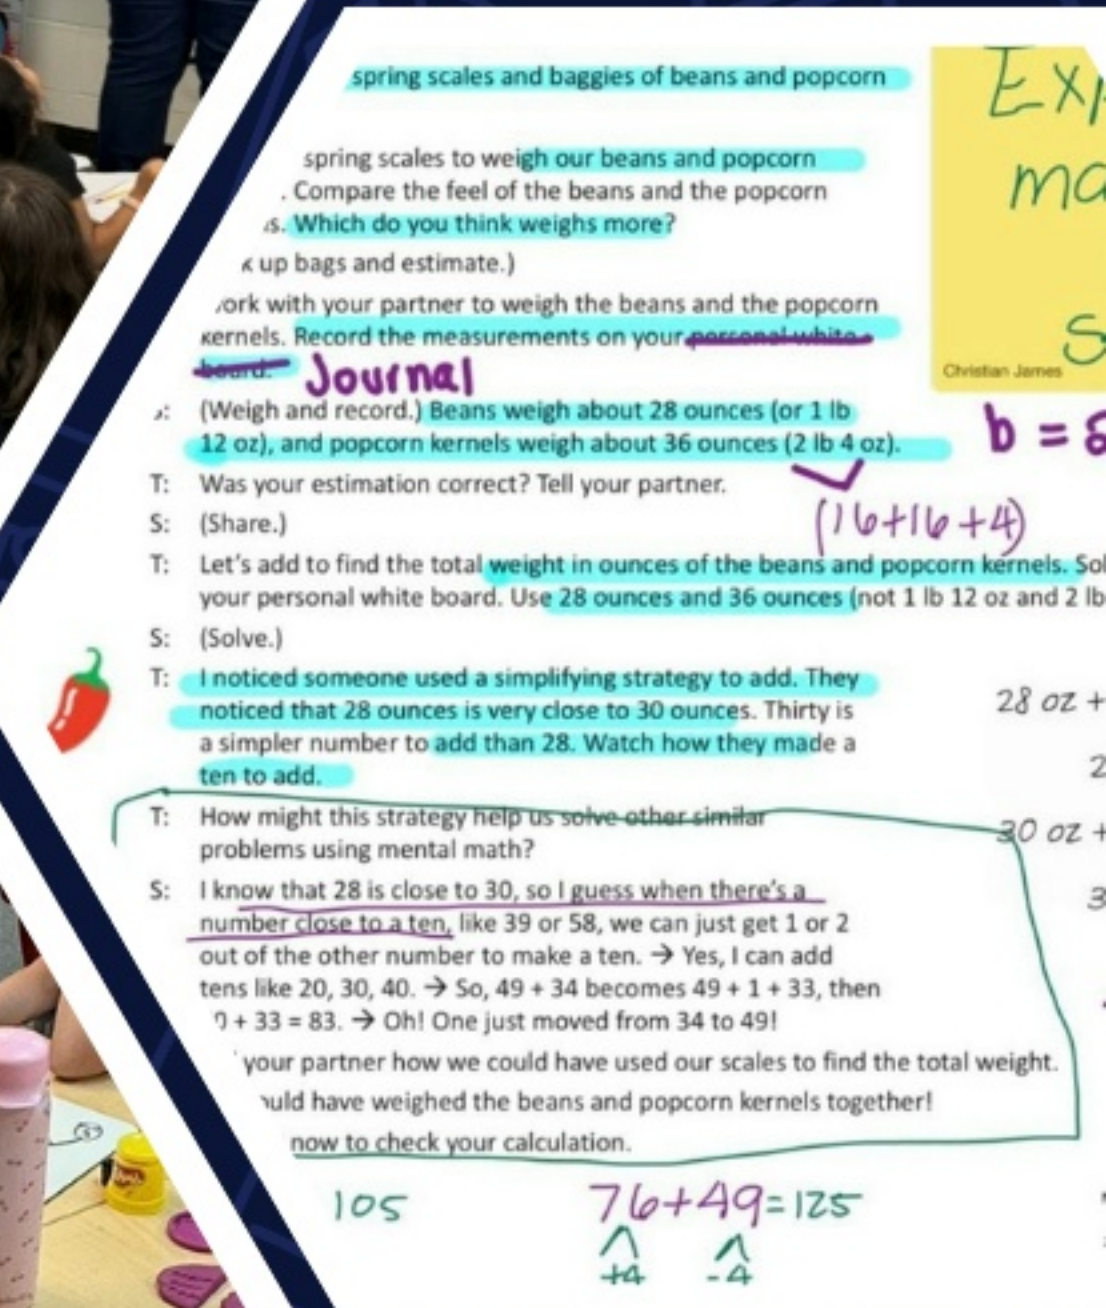 spring scales and baggies of beans and popcorn
spring scales to weigh our beans and popcorn
. Compare the feel of the beans and the popcorn
s. Which do you think weighs more?
up bags and estimate.)
ork with your partner to weigh the beans and the popcorn
kernels. Record the measurements on your personal white
board. Journal
(Weigh and record.) Beans weigh about 28 ounces (or 1 lb
12 oz), and popcorn kernels weigh about 36 ounces (2 lb 4 oz).
T: Was your estimation correct? Tell your partner.
(16+16+4)
S: (Share.)
T: Let's add to find the total weight in ounces of the beans and popcorn kernels. Sol
your personal white board. Use 28 ounces and 36 ounces (not 1 lb 12 oz and 2 lb
S: (Solve.)
T: I noticed someone used a simplifying strategy to add. They
noticed that 28 ounces is very close to 30 ounces. Thirty is
a simpler number to add than 28. Watch how they made a
ten to add.
T: How might this strategy help us solve other similar
problems using mental math?
S: I know that 28 is close to 30, so I guess when there's a
number close to a ten, like 39 or 58, we can just get 1 or 2
out of the other number to make a ten. → Yes, I can add
tens like 20, 30, 40. → So, 49 + 34 becomes 49 + 1 + 33, then
0 + 33 = 83. → Oh! One just moved from 34 to 49!
your partner how we could have used our scales to find the total weight.
uld have weighed the beans and popcorn kernels together!
now to check your calculation.
105
76+49=125
+4 -4
Exp
ma
S
Christian James
b = 
28 oz +
2
30 oz +
3